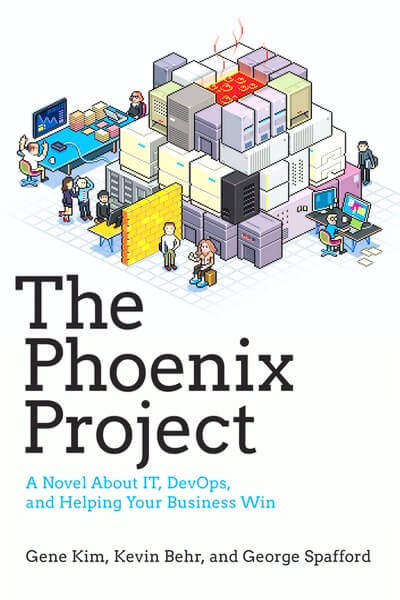 The
Phoenix
Project
A Novel About IT, DevOps,
and Helping Your Business Win
Gene Kim, Kevin Behr, and George Spafford